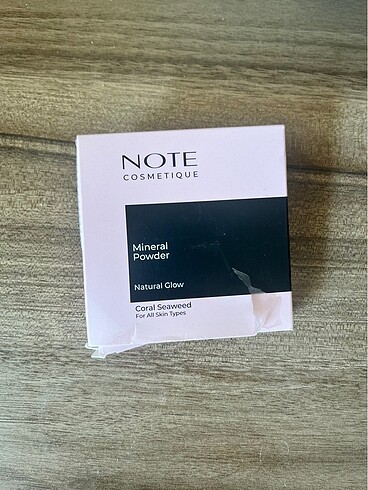 NOTE
COSMETIQUE
Mineral
Powder
Natural Glow
Coral Seaweed
For All Skin Types